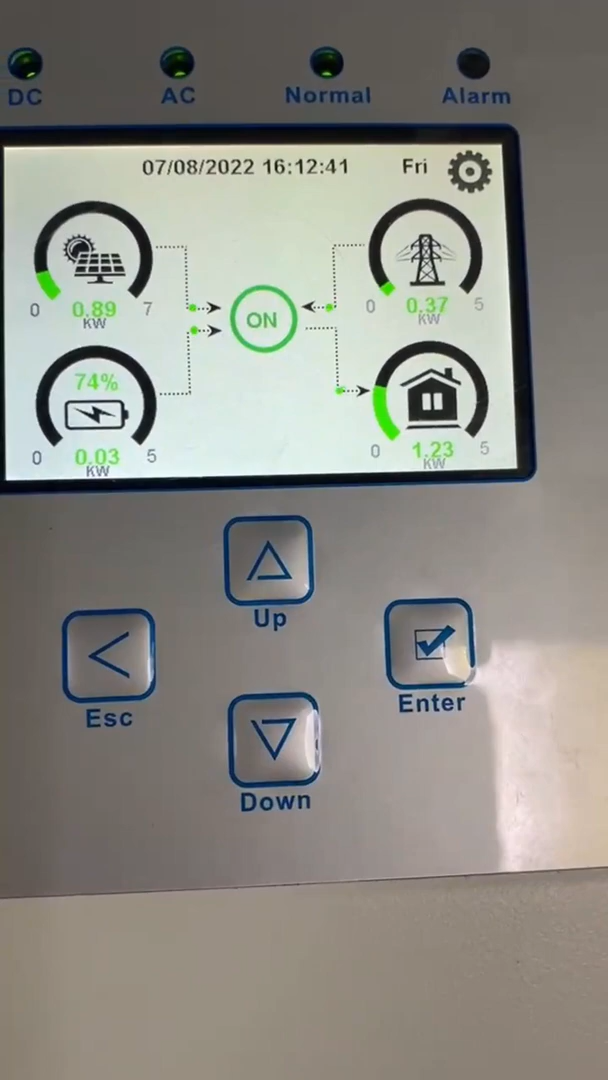 DC AC Normal Alarm
07/08/2022 16:12:41 Fri
0 0.89 7
KW
0 0.37 5
KW
ON
74%
0 0.03 5
KW
0 1.23 5
KW
Up
Esc
Enter
Down